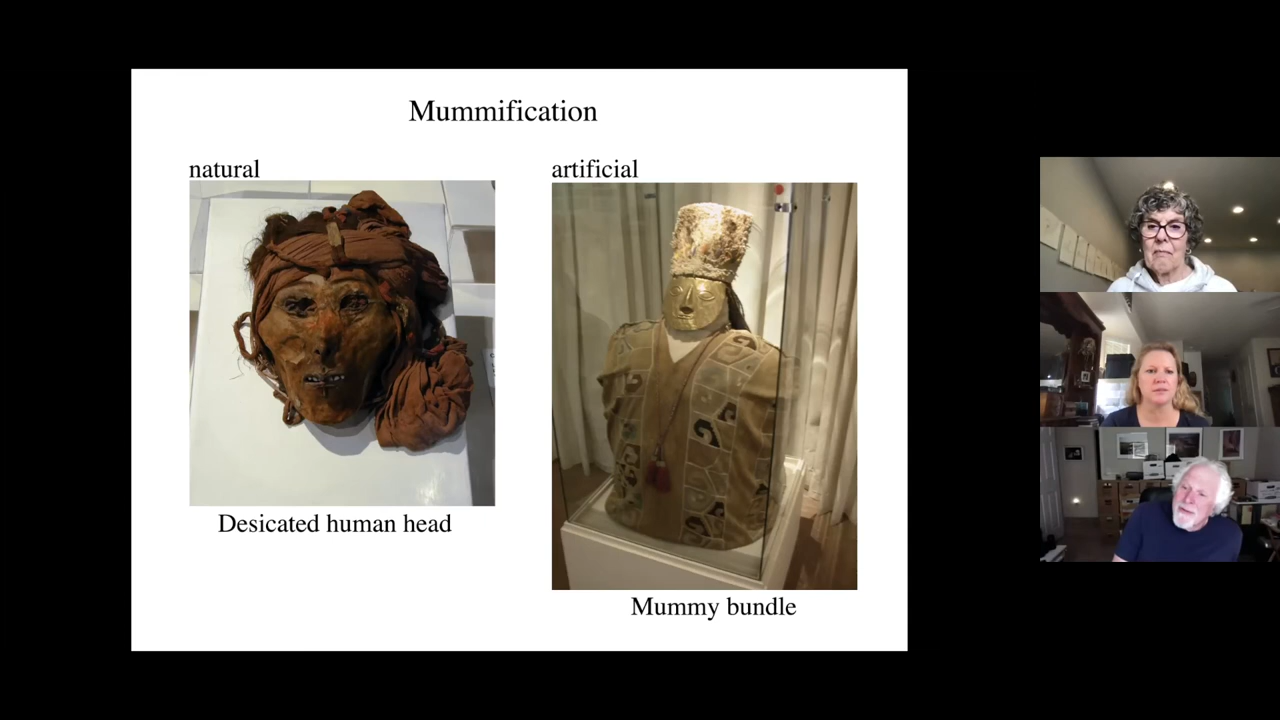 Mummification
natural
artificial
Desicated human head
Mummy bundle